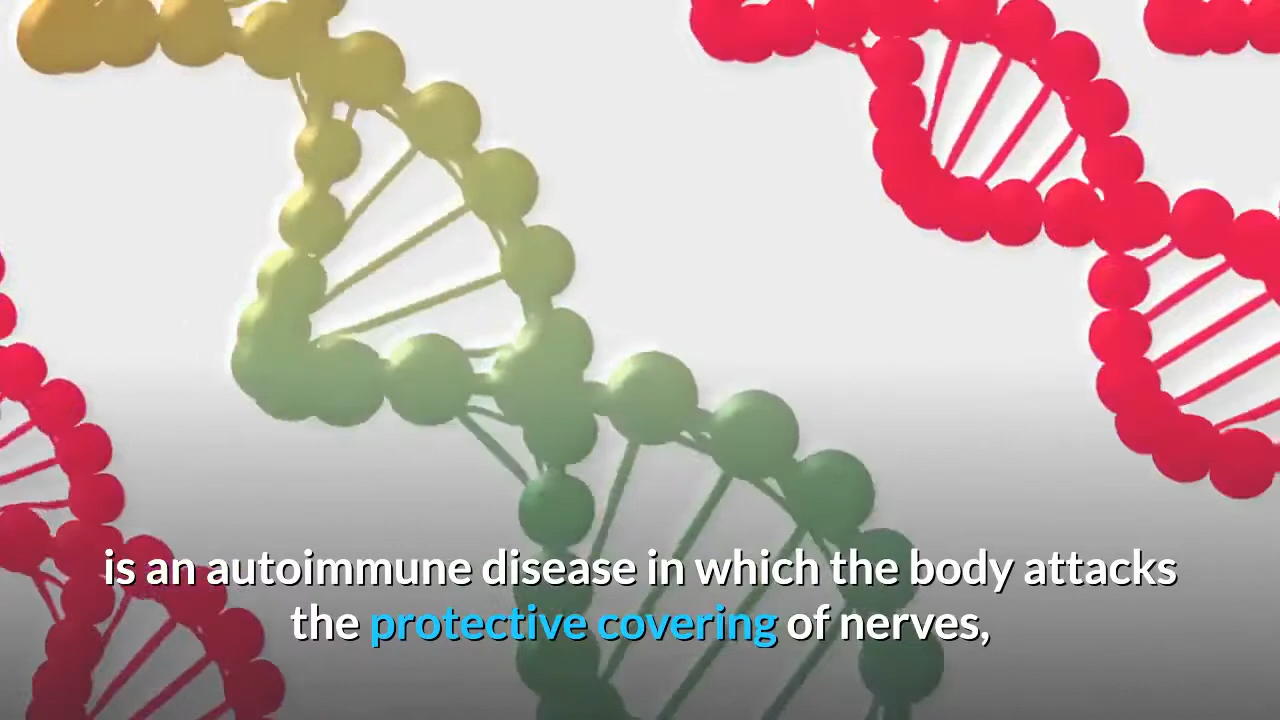 is an autoimmune disease in which the body attacks
the protective covering of nerves,